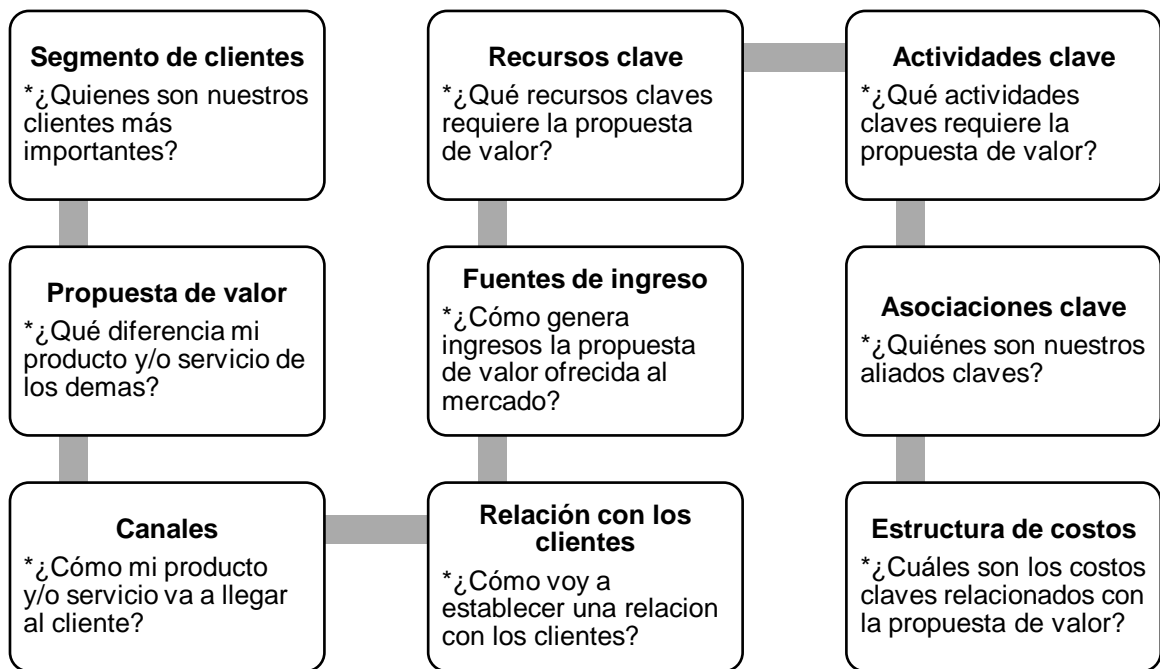 Segmento de clientes
*¿Quienes son nuestros
clientes más
importantes?
Propuesta de valor
*¿Qué diferencia mi
producto y/o servicio de
los demas?
Canales
*¿Cómo mi producto
y/o servicio va a llegar
al cliente?
Relación con los
clientes
*¿Cómo voy a
establecer una relacion
con los clientes?
Fuentes de ingreso
*¿Cómo genera
ingresos la propuesta
de valor ofrecida al
mercado?
Recursos clave
*¿Qué recursos claves
requiere la propuesta
de valor?
Actividades clave
*¿Qué actividades
claves requiere la
propuesta de valor?
Asociaciones clave
*¿Quiénes son nuestros
aliados claves?
Estructura de costos
*¿Cuáles son los costos
claves relacionados con
la propuesta de valor?